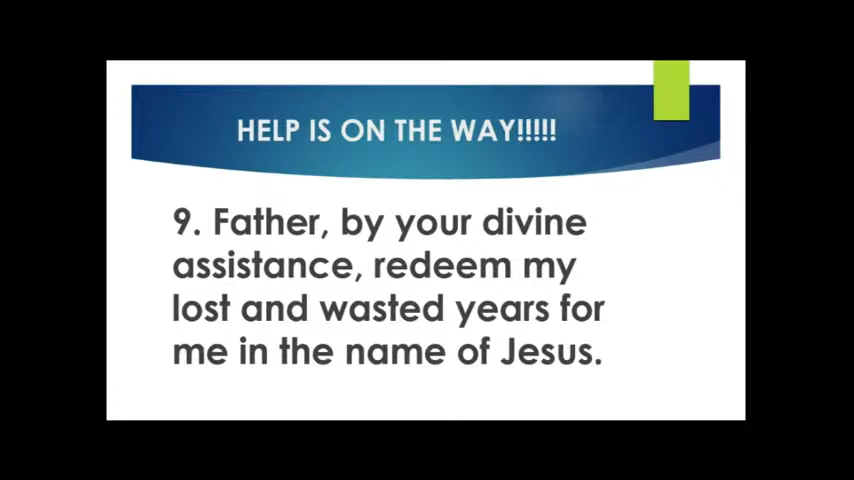 HELP IS ON THE WAY!!!!!
9. Father, by your divine
assistance, redeem my
lost and wasted years for
me in the name of Jesus.